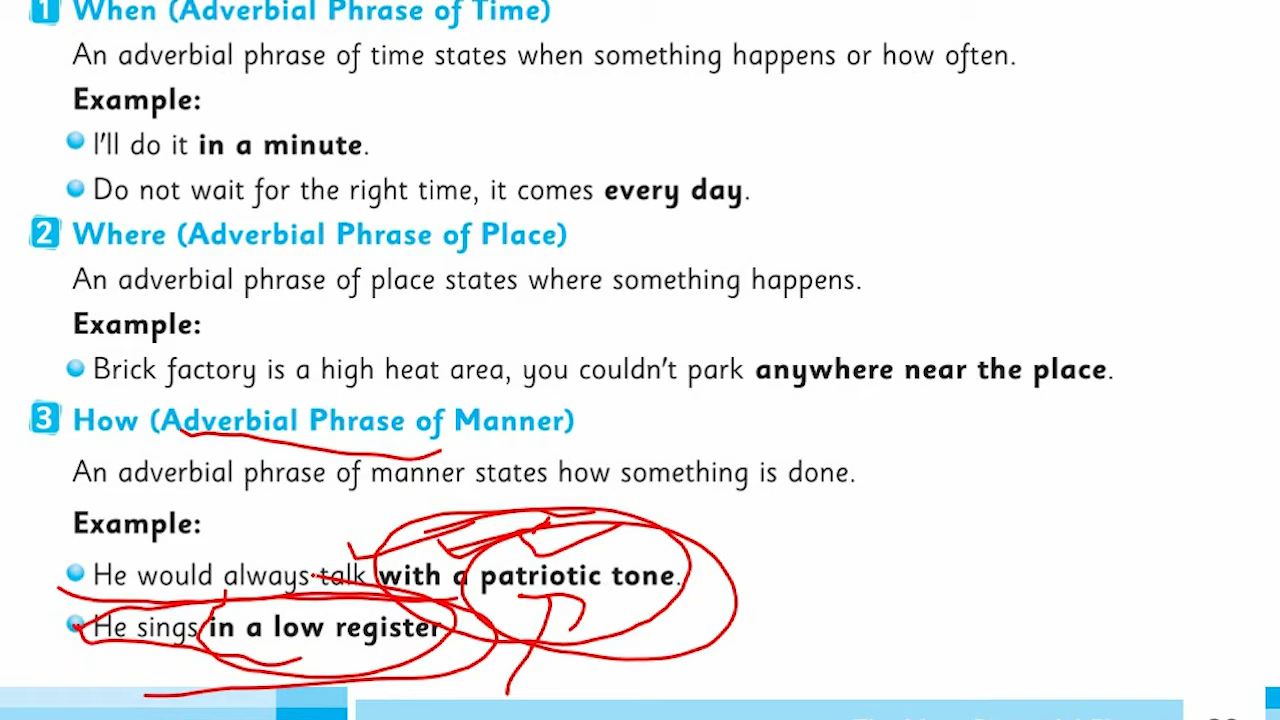 1 When (Adverbial Phrase of Time)
An adverbial phrase of time states when something happens or how often.
Example:
I'll do it in a minute.
Do not wait for the right time, it comes every day.
2 Where (Adverbial Phrase of Place)
An adverbial phrase of place states where something happens.
Example:
Brick factory is a high heat area, you couldn't park anywhere near the place.
3 How (Adverbial Phrase of Manner)
An adverbial phrase of manner states how something is done.
Example:
He would always talk with a patriotic tone.
He sings in a low register